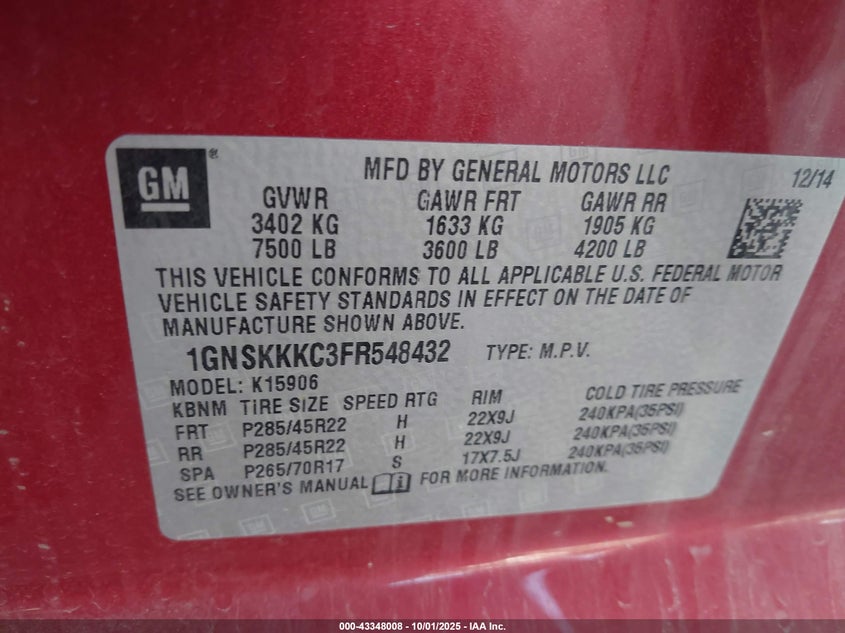 GM®
MFD BY GENERAL MOTORS LLC 12/14
GVWR GAWR FRT GAWR RR
3402 KG 1633 KG 1905 KG
7500 LB 3600 LB 4200 LB
THIS VEHICLE CONFORMS TO ALL APPLICABLE U.S. FEDERAL MOTOR
VEHICLE SAFETY STANDARDS IN EFFECT ON THE DATE OF
MANUFACTURE SHOWN ABOVE.
1GNSKKKC3FR548432 TYPE: M.P.V.
MODEL: K15906
KBNM TIRE SIZE SPEED RTG RIM COLD TIRE PRESSURE
FRT P285/45R22 H 22X9J 240KPA(35PSI)
RR P285/45R22 H 22X9J 240KPA(35PSI)
SPA P265/70R17 S 17X7.5J 240KPA(35PSI)
SEE OWNER'S MANUAL FOR MORE INFORMATION.
000-43348008 - 10/01/2025 - IAA Inc.